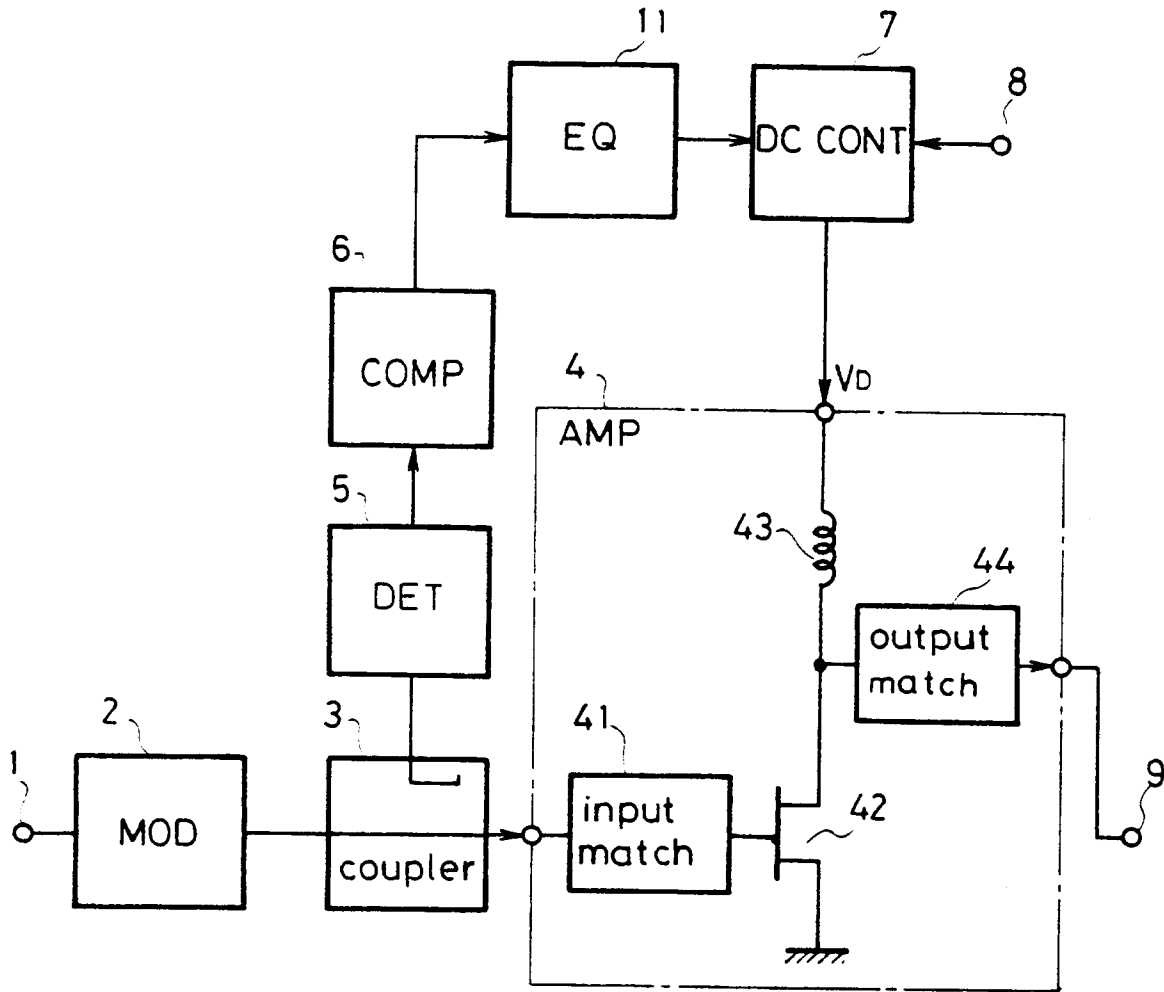 11
7
8
EQ
DC CONT
6
COMP
4
VD
AMP
5
43
DET
44
output
match
2
3
41
1
9
MOD
input
match
42
coupler